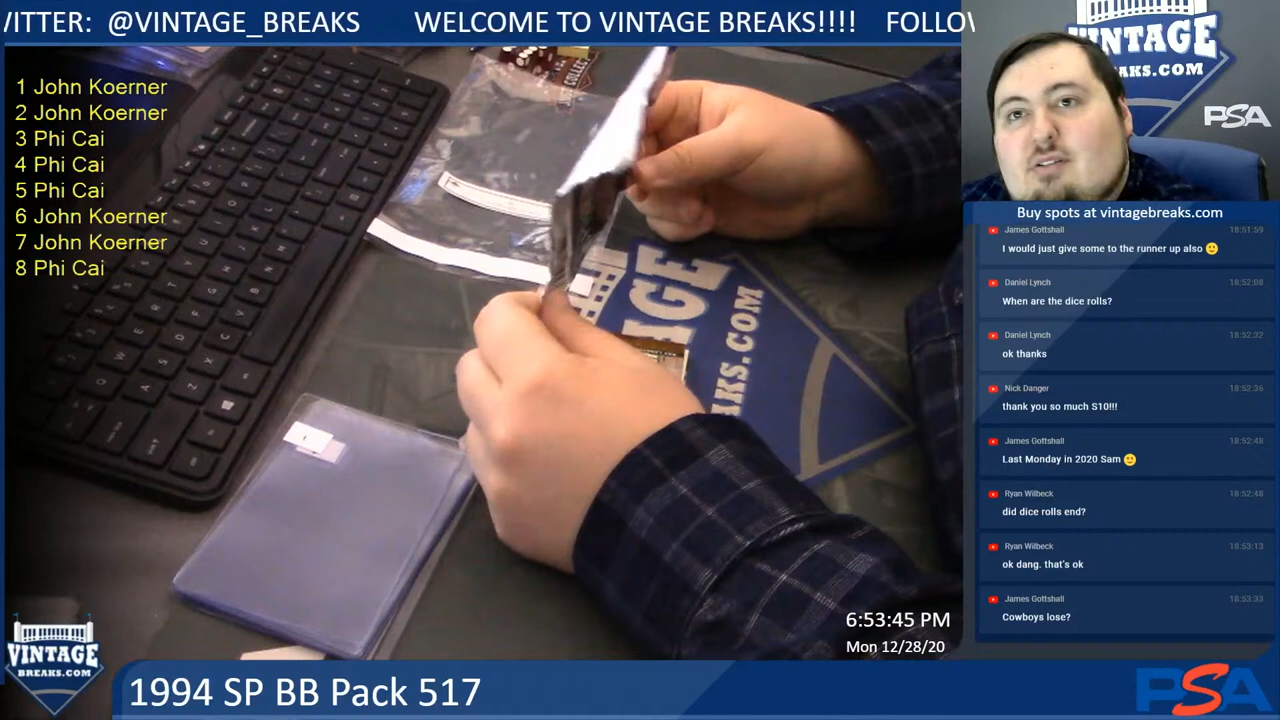 /ITTER: @VINTAGE_BREAKS WELCOME TO VINTAGE BREAKS!!!! FOLLOV
1 John Koerner
2 John Koerner
3 Phi Cai
4 Phi Cai
5 Phi Cai
6 John Koerner
7 John Koerner
8 Phi Cai
VINTAGE
BREAKS.COM
PSA
Buy spots at vintagebreaks.com
James Gottshall 18:51:59
I would just give some to the runner up also 🙂
Daniel Lynch 18:52:08
When are the dice rolls?
Daniel Lynch 18:52:32
ok thanks
Nick Danger 18:52:36
thank you so much S10!!!
James Gottshall 18:52:48
Last Monday in 2020 Sam 🙂
Ryan Wilbeck 18:52:48
did dice rolls end?
Ryan Wilbeck 18:53:13
ok dang. that's ok
James Gottshall 18:53:33
Cowboys lose?
AGE
AKS.COM
6:53:45 PM
Mon 12/28/20
VINTAGE
BREAKS.COM
1994 SP BB Pack 517
PSA